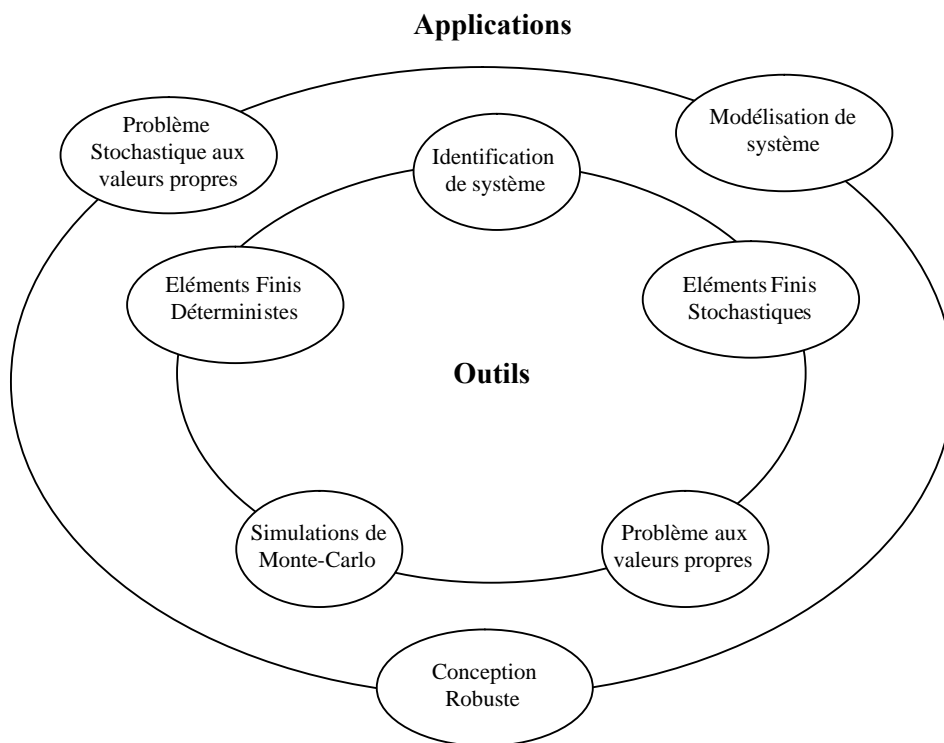 Applications
Problème
Stochastique aux
valeurs propres
Modélisation de
système
Identification
de système
Eléments Finis
Déterministes
Eléments Finis
Stochastiques
Outils
Simulations de
Monte-Carlo
Problème aux
valeurs propres
Conception
Robuste